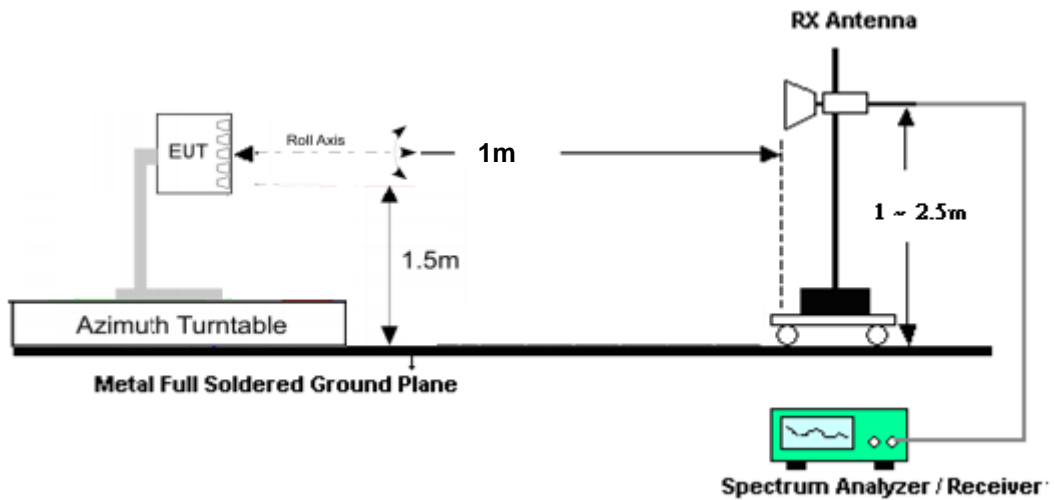 RX Antenna
EUT
Roll Axis
1m
1 ~ 2.5m
1.5m
Azimuth Turntable
Metal Full Soldered Ground Plane
Spectrum Analyzer / Receiver